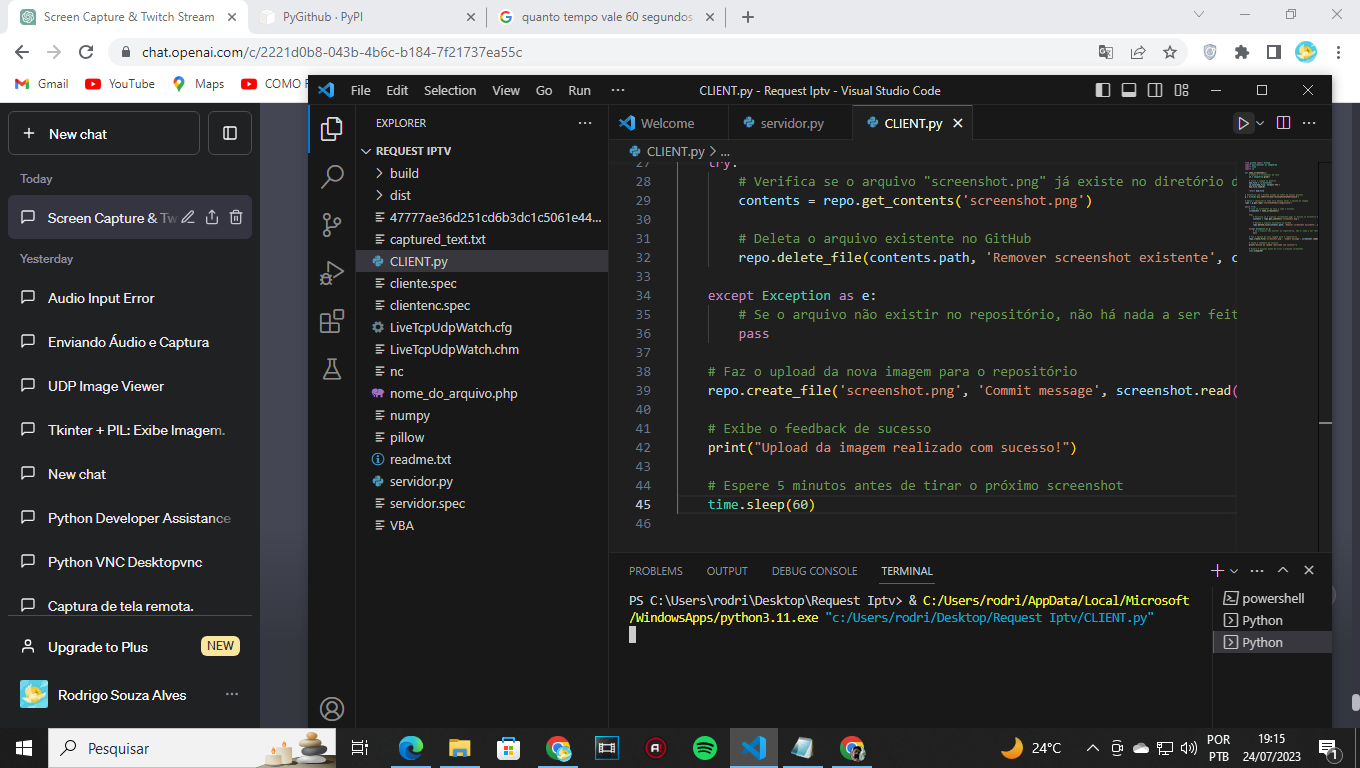 Screen Capture & Twitch Stream
PyGithub · PyPI
quanto tempo vale 60 segundos
chat.openai.com/c/2221d0b8-043b-4b6c-b184-7f21737ea55c
Gmail
YouTube
Maps
COMO
New chat
Today
Screen Capture & Tw
Yesterday
Audio Input Error
Enviando Áudio e Captura
UDP Image Viewer
Tkinter + PIL: Exibe Imagem.
New chat
Python Developer Assistance
Python VNC Desktopvnc
Captura de tela remota.
Upgrade to Plus
NEW
Rodrigo Souza Alves
File Edit Selection View Go Run
CLIENT.py - Request Iptv - Visual Studio Code
EXPLORER
REQUEST IPTV
build
dist
47777ae36d251cd6b3dc1c5061e44...
captured_text.txt
CLIENT.py
cliente.spec
clientenc.spec
LiveTcpUdpWatch.cfg
LiveTcpUdpWatch.chm
nc
nome_do_arquivo.php
numpy
pillow
readme.txt
servidor.py
servidor.spec
VBA
Welcome
servidor.py
CLIENT.py
CLIENT.py > ...
27 try:
28 # Verifica se o arquivo "screenshot.png" já existe no diretório d
29 contents = repo.get_contents('screenshot.png')
30
31 # Deleta o arquivo existente no GitHub
32 repo.delete_file(contents.path, 'Remover screenshot existente', c
33
34 except Exception as e:
35 # Se o arquivo não existir no repositório, não há nada a ser feit
36 pass
37
38 # Faz o upload da nova imagem para o repositório
39 repo.create_file('screenshot.png', 'Commit message', screenshot.read(
40
41 # Exibe o feedback de sucesso
42 print("Upload da imagem realizado com sucesso!")
43
44 # Espere 5 minutos antes de tirar o próximo screenshot
45 time.sleep(60)
46
PROBLEMS OUTPUT DEBUG CONSOLE TERMINAL
PS C:\Users\rodri\Desktop\Request Iptv> & C:/Users/rodri/AppData/Local/Microsoft
/WindowsApps/python3.11.exe "c:/Users/rodri/Desktop/Request Iptv/CLIENT.py"
powershell
Python
Python
Pesquisar
24°C
POR
PTB
19:15
24/07/2023
1